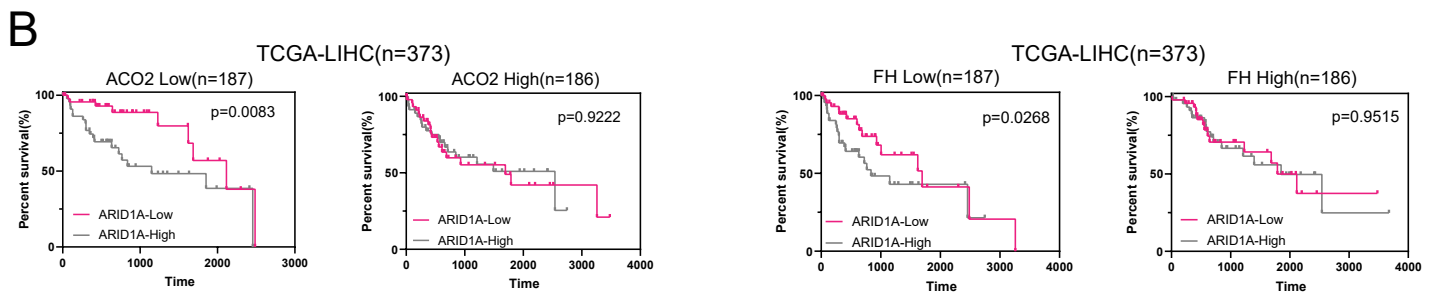 B
TCGA-LIHC(n=373)
ACO2 Low(n=187)
p=0.0083
Percent survival(%)
100
50
0
ARID1A-Low
ARID1A-High
0 1000 2000 3000
Time
ACO2 High(n=186)
p=0.9222
Percent survival(%)
100
50
0
ARID1A-Low
ARID1A-High
0 1000 2000 3000 4000
Time
TCGA-LIHC(n=373)
FH Low(n=187)
p=0.0268
Percent survival(%)
100
50
0
ARID1A-Low
ARID1A-High
0 1000 2000 3000 4000
Time
FH High(n=186)
p=0.9515
Percent survival(%)
100
50
0
ARID1A-Low
ARID1A-High
0 1000 2000 3000 4000
Time